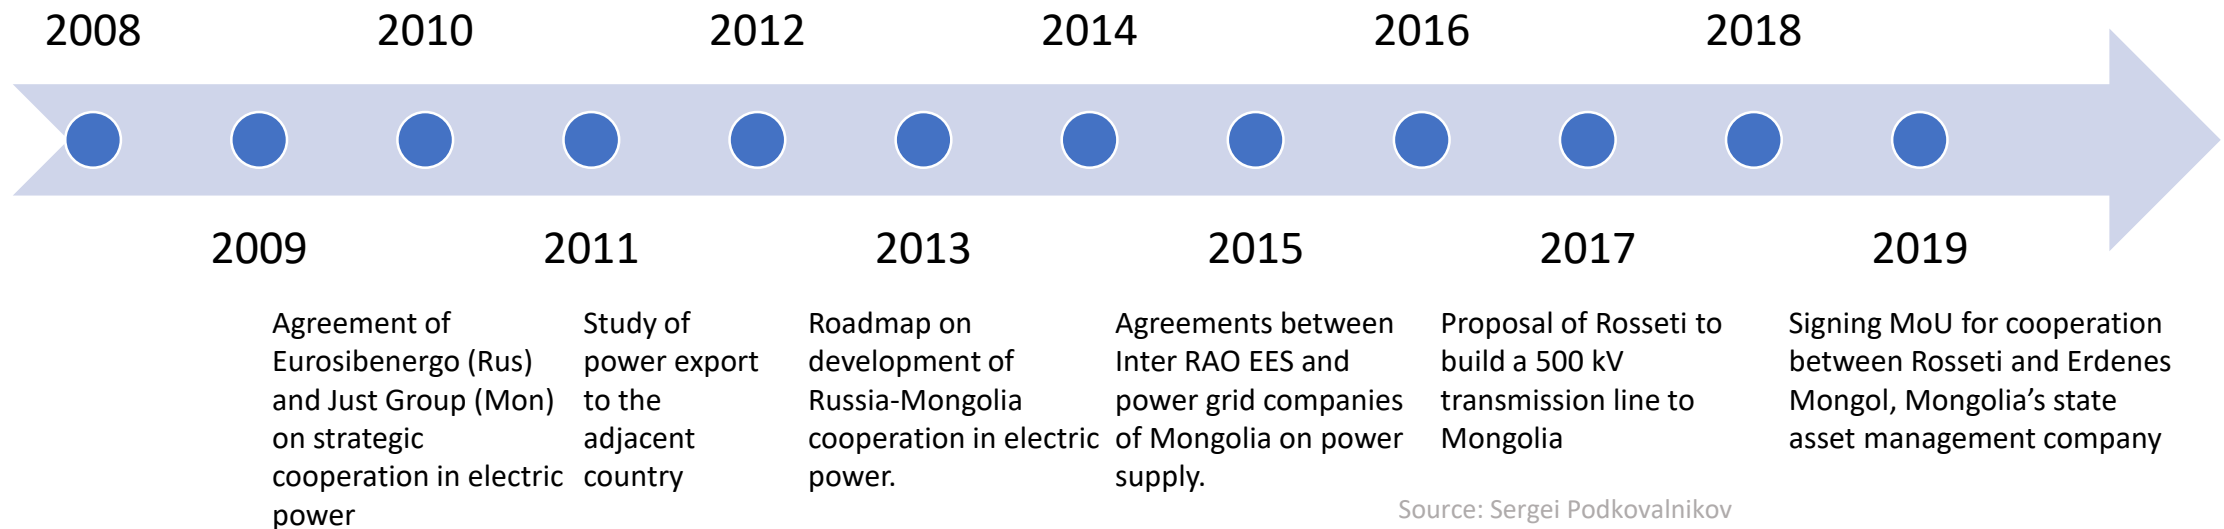 2008
2010
2012
2014
2016
2018
2009
2011
2013
2015
2017
2019
Agreement of
Eurosibenergo (Rus)
and Just Group (Mon)
on strategic
cooperation in electric
power
Study of
power export
to the
adjacent
country
Roadmap on
development of
Russia-Mongolia
cooperation in electric
power.
Agreements between
Inter RAO EES and
power grid companies
of Mongolia on power
supply.
Proposal of Rosseti to
build a 500 kV
transmission line to
Mongolia
Signing MoU for cooperation
between Rosseti and Erdenes
Mongol, Mongolia’s state
asset management company
Source: Sergei Podkovalnikov